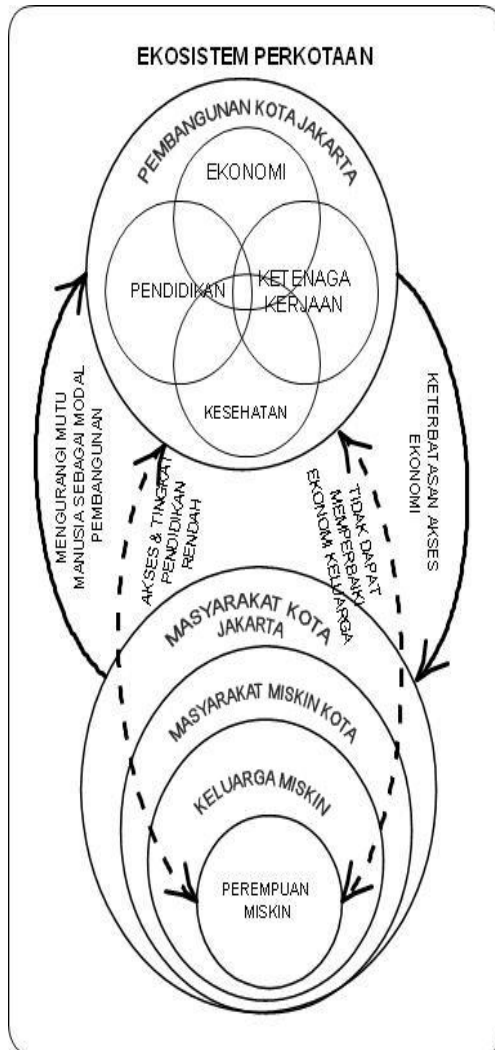 EKOSISTEM PERKOTAAN
PEMBANGUNAN KOTA JAKARTA
EKONOMI
PENDIDIKAN
KETENAGA
KERJAAN
KESEHATAN
MENGURANGI MUTU
MANUSIA SEBAGAI MODAL
PEMBANGUNAN
AKSES & TINGKAT
PENDIDIKAN
RENDAH
TIDAK DAPAT
MEMPERBAIKI
EKONOMI KELUARGA
KETERBATASAN AKSES
EKONOMI
MASYARAKAT KOTA
JAKARTA
MASYARAKAT MISKIN KOTA
KELUARGA MISKIN
PEREMPUAN
MISKIN